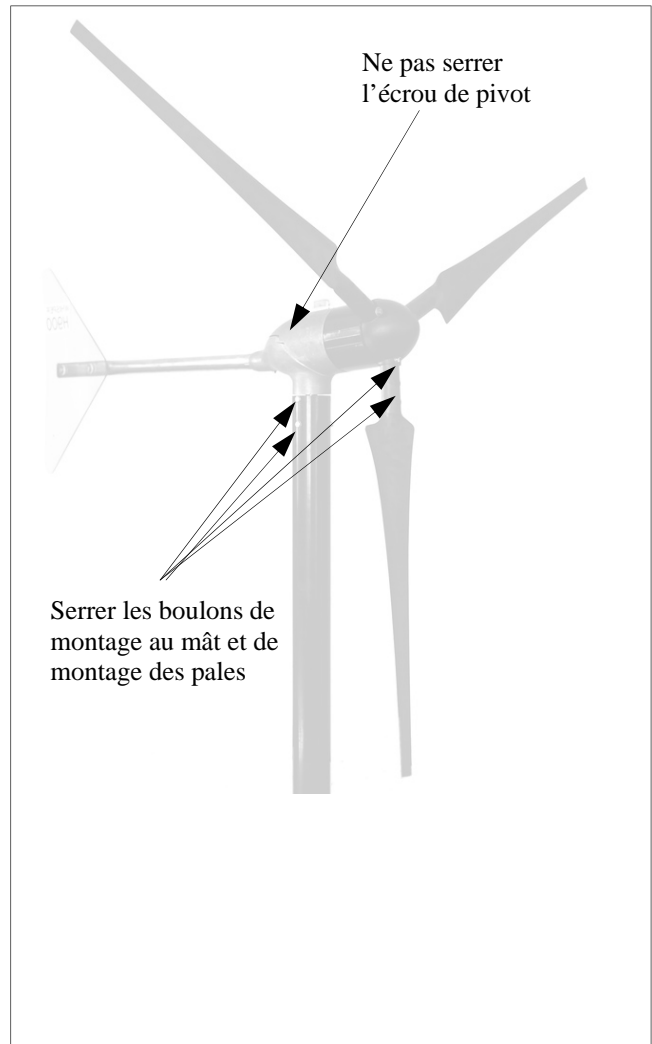 Ne pas serrer
l’écrou de pivot
Serrer les boulons de
montage au mât et de
montage des pales